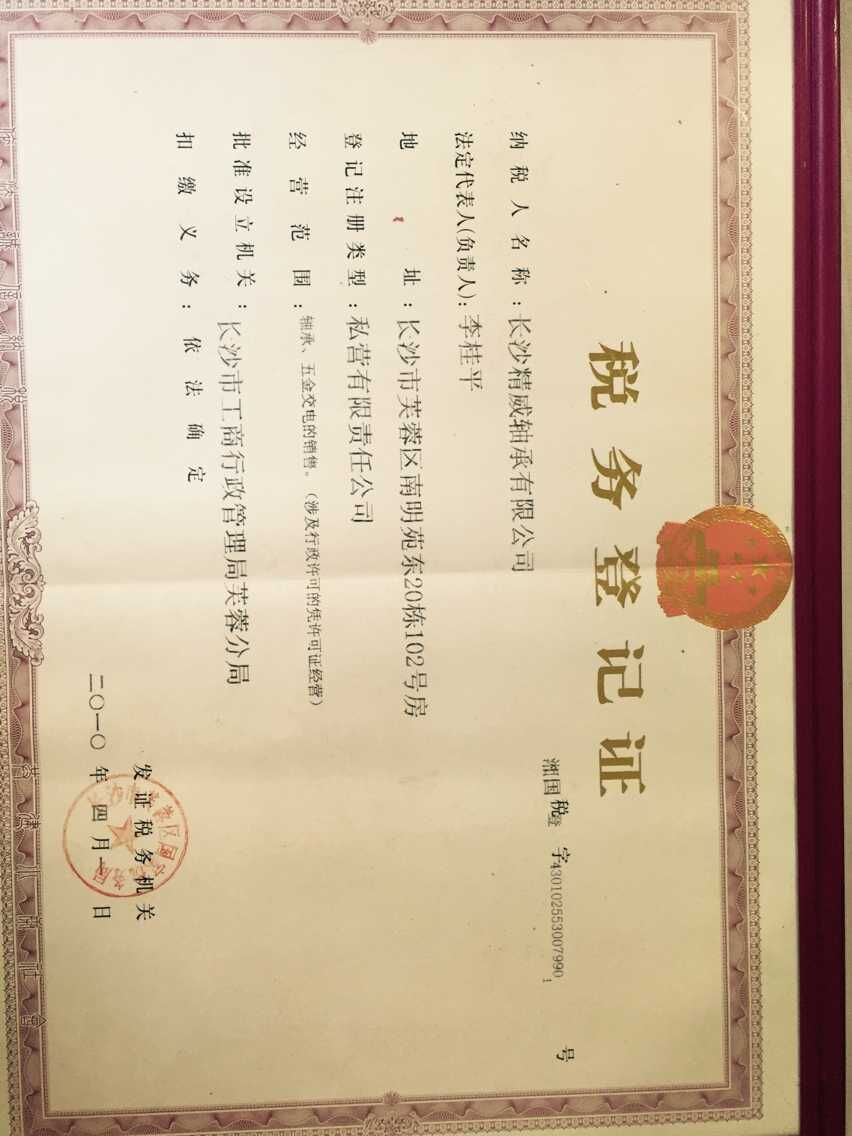 税务登记证
湘国税登字430102553007990 1号
纳税人名称：长沙精威轴承有限公司
法定代表人(负责人)：李桂平
地址：长沙市芙蓉区南明苑东20栋102号房
登记注册类型：私营有限责任公司
经营范围：轴承、五金交电的销售。（涉及行政许可的凭许可证经营）
批准设立机关：长沙市工商行政管理局芙蓉分局
扣缴义务：依法确定
发证税务机关
二〇一〇年四月一日